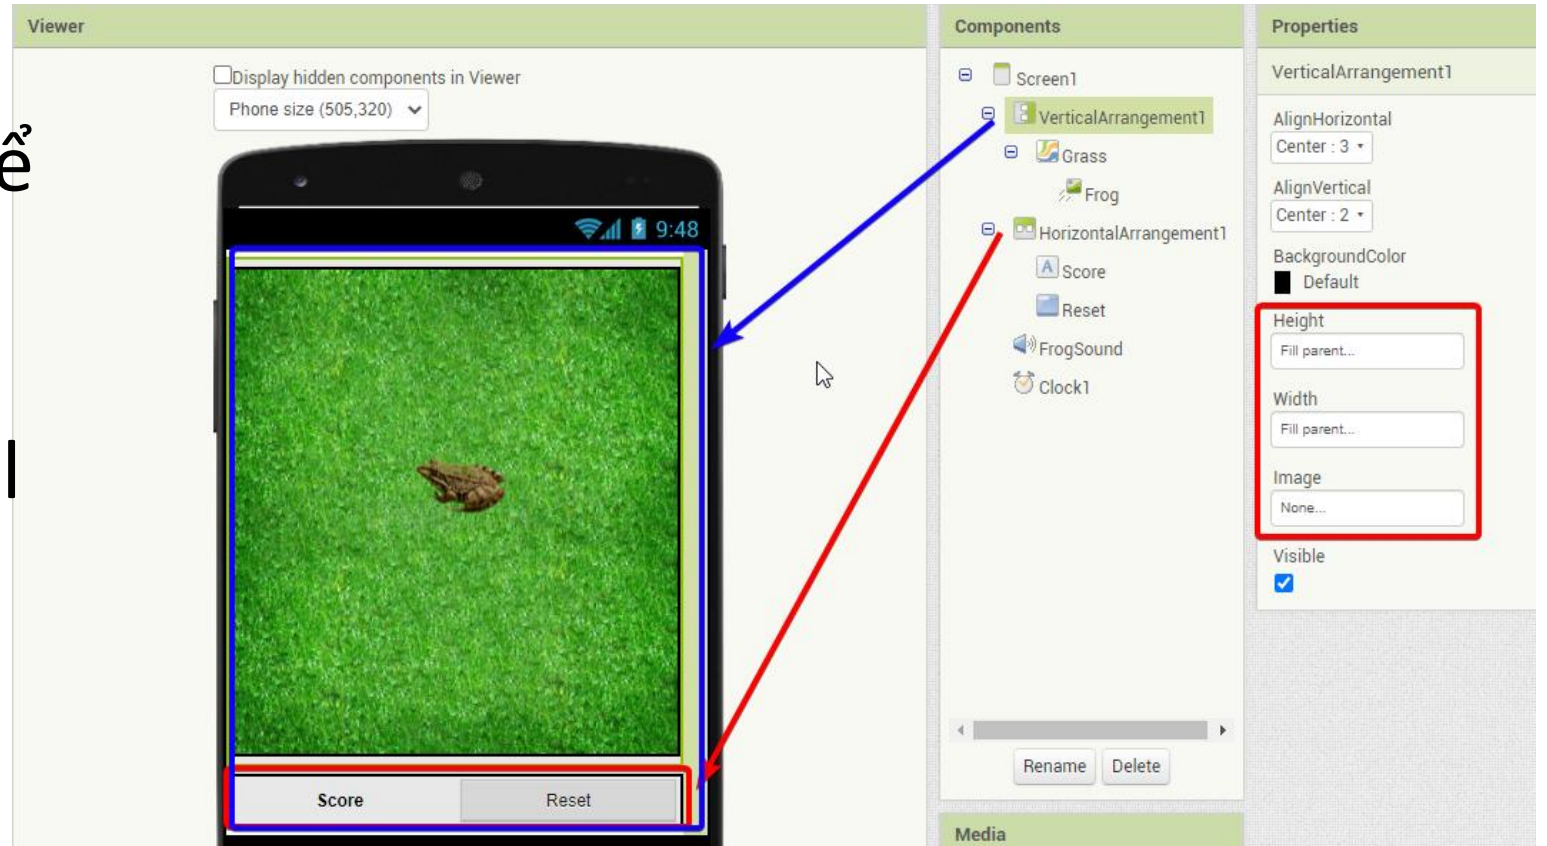 Viewer
Display hidden components in Viewer
Phone size (505,320)
ể
9:48
l
Score
Reset
Components
Screen1
VerticalArrangement1
Grass
Frog
HorizontalArrangement1
Score
Reset
FrogSound
Clock1
Rename
Delete
Media
Properties
VerticalArrangement1
AlignHorizontal
Center : 3
AlignVertical
Center : 2
BackgroundColor
Default
Height
Fill parent...
Width
Fill parent...
Image
None...
Visible